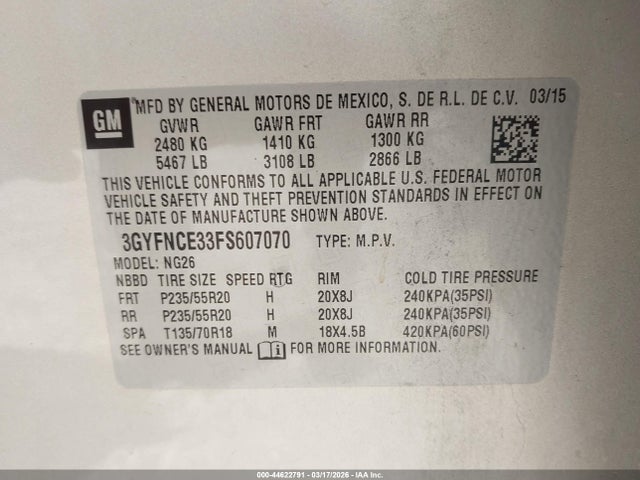 GM
MFD BY GENERAL MOTORS DE MEXICO, S. DE R.L. DE C.V. 03/15
GVWR GAWR FRT GAWR RR
2480 KG 1410 KG 1300 KG
5467 LB 3108 LB 2866 LB
THIS VEHICLE CONFORMS TO ALL APPLICABLE U.S. FEDERAL MOTOR
VEHICLE SAFETY AND THEFT PREVENTION STANDARDS IN EFFECT ON
THE DATE OF MANUFACTURE SHOWN ABOVE.
3GYFNCE33FS607070 TYPE: M.P.V.
MODEL: NG26
NBBD TIRE SIZE SPEED RTG RIM COLD TIRE PRESSURE
FRT P235/55R20 H 20X8J 240KPA(35PSI)
RR P235/55R20 H 20X8J 240KPA(35PSI)
SPA T135/70R18 M 18X4.5B 420KPA(60PSI)
SEE OWNER'S MANUAL FOR MORE INFORMATION.
000-44622791 - 03/17/2026 - IAA Inc.